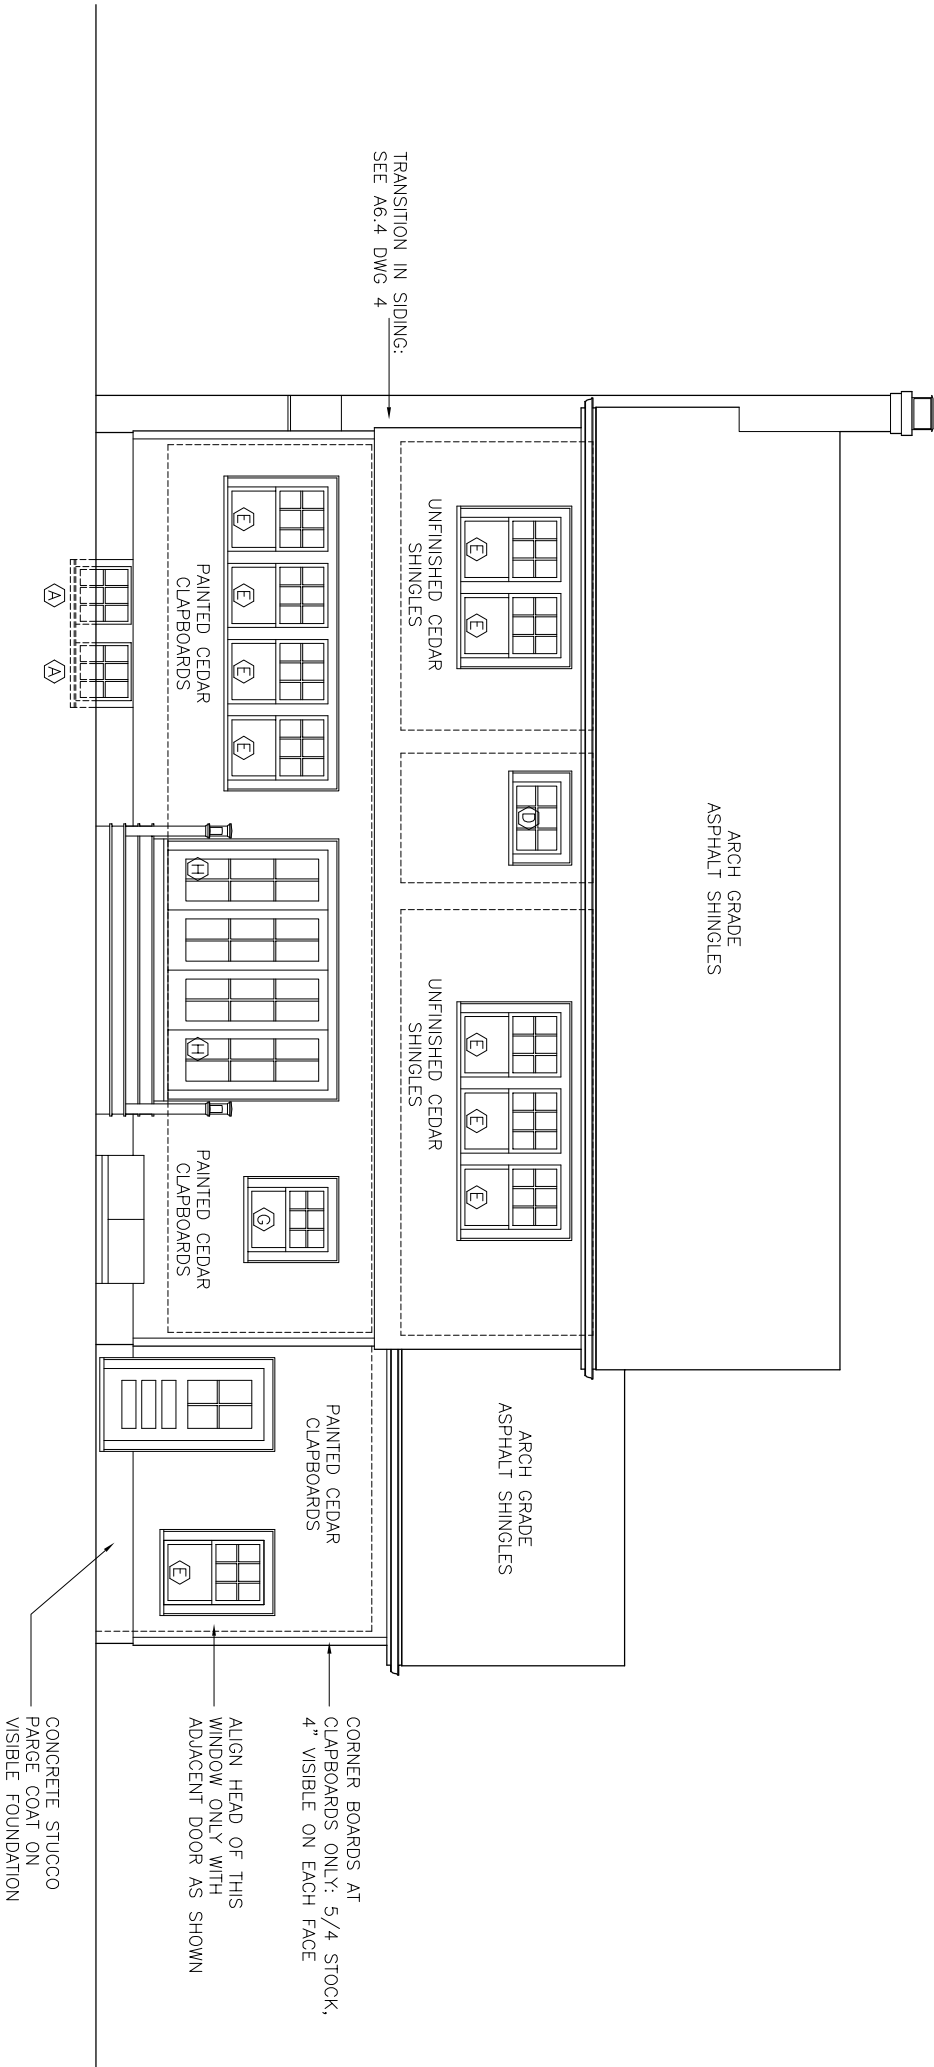 ARCH GRADE
ASPHALT SHINGLES
TRANSITION IN SIDING:
SEE A6.4 DWG 4
UNFINISHED CEDAR
SHINGLES
E
E
D
UNFINISHED CEDAR
SHINGLES
E
E
E
ARCH GRADE
ASPHALT SHINGLES
PAINTED CEDAR
CLAPBOARDS
E
E
E
E
H
H
PAINTED CEDAR
CLAPBOARDS
G
PAINTED CEDAR
CLAPBOARDS
E
A
A
CORNER BOARDS AT
CLAPBOARDS ONLY: 5/4 STOCK,
4" VISIBLE ON EACH FACE
ALIGN HEAD OF THIS
WINDOW ONLY WITH
ADJACENT DOOR AS SHOWN
CONCRETE STUCCO
PARGE COAT ON
VISIBLE FOUNDATION